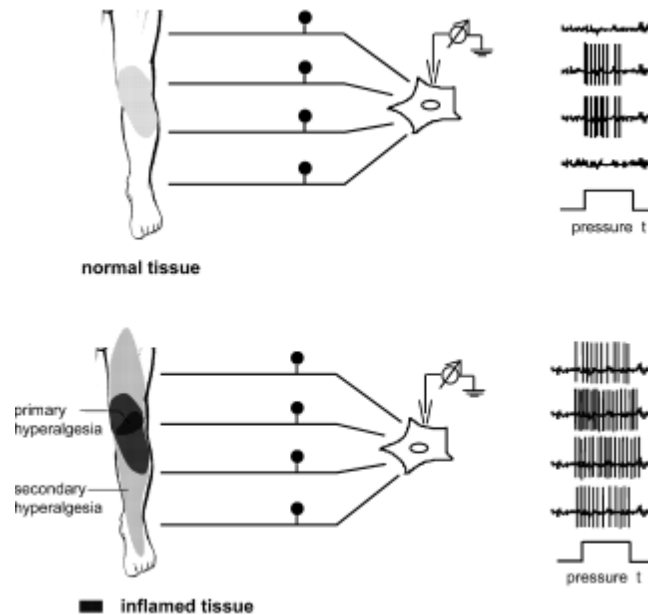 pressure t
normal tissue
primary
hyperalgesia
secondary
hyperalgesia
pressure t
inflamed tissue